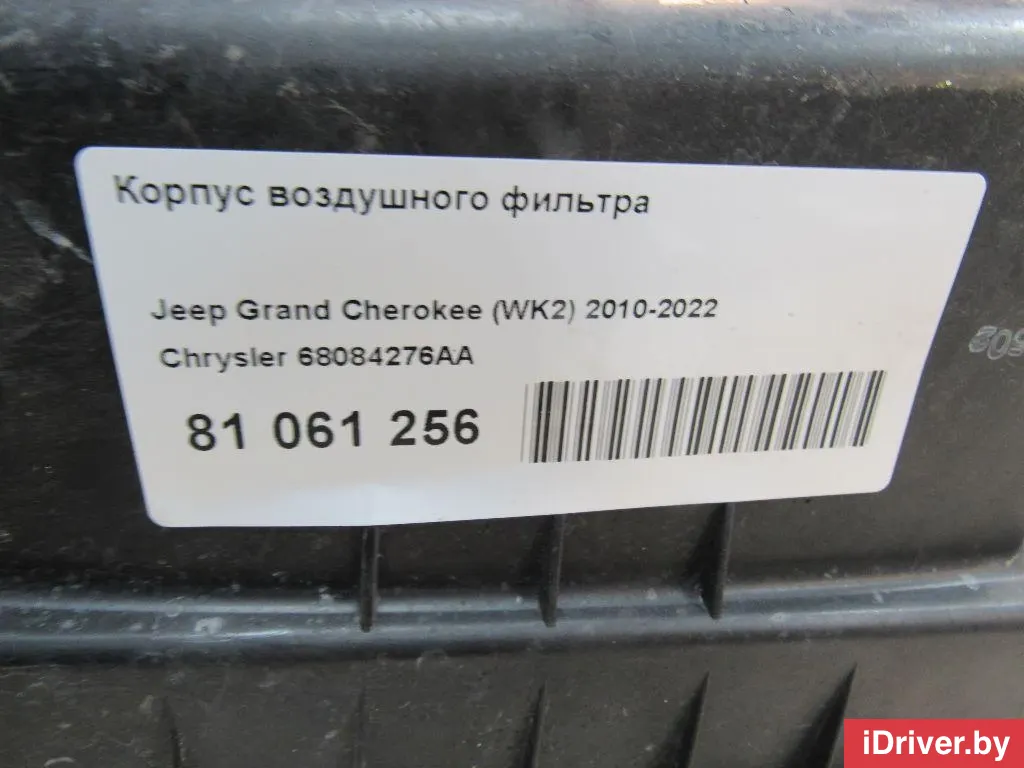 Корпус воздушного фильтра
Jeep Grand Cherokee (WK2) 2010-2022
Chrysler 68084276AA
81 061 256
iDriver.by